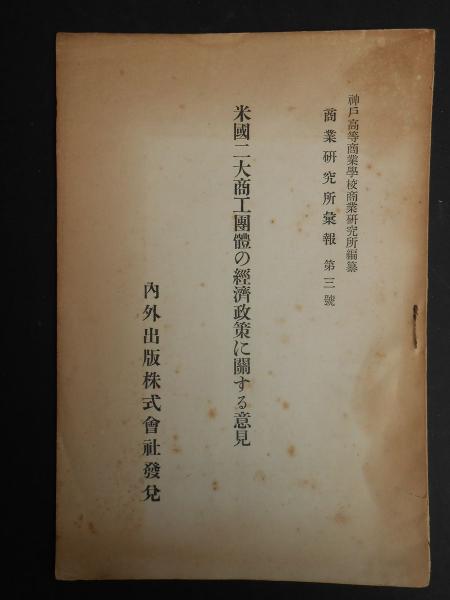 神戸高等商業學校商業研究所編纂
商業研究所彙報 第三號
米國二大商工團體の經濟政策に關する意見
內外出版株式會社發兌